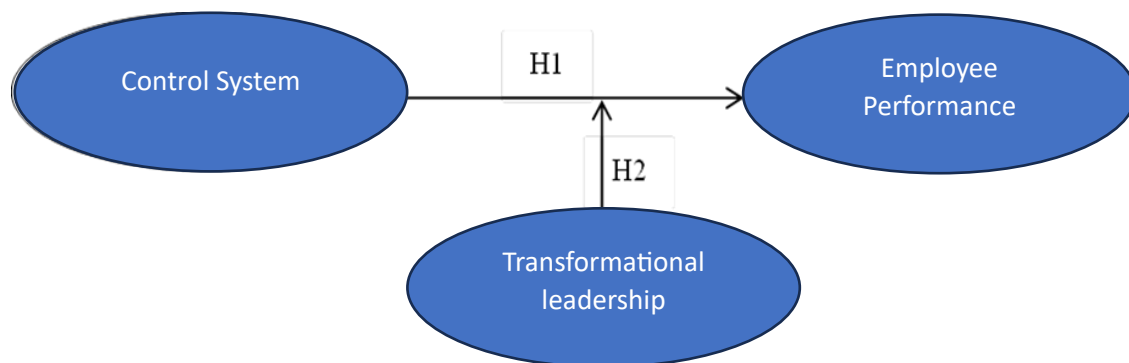 Control System
H1
Employee
Performance
H2
Transformational
leadership